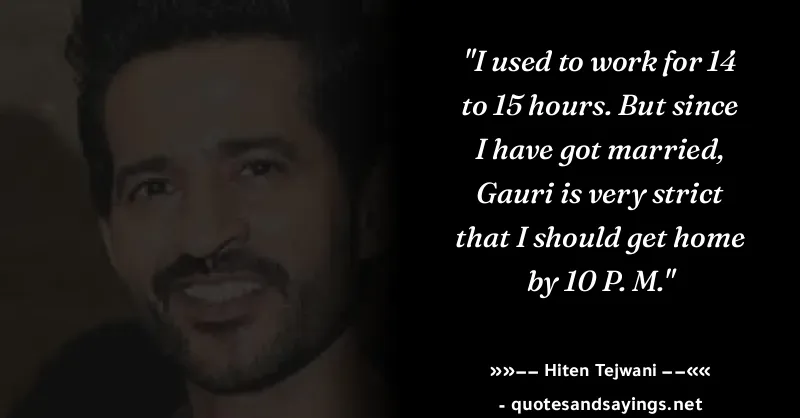 "I used to work for 14
to 15 hours. But since
I have got married,
Gauri is very strict
that I should get home
by 10 P. M."
»»−− Hiten Tejwani −−««
- quotesandsayings.net